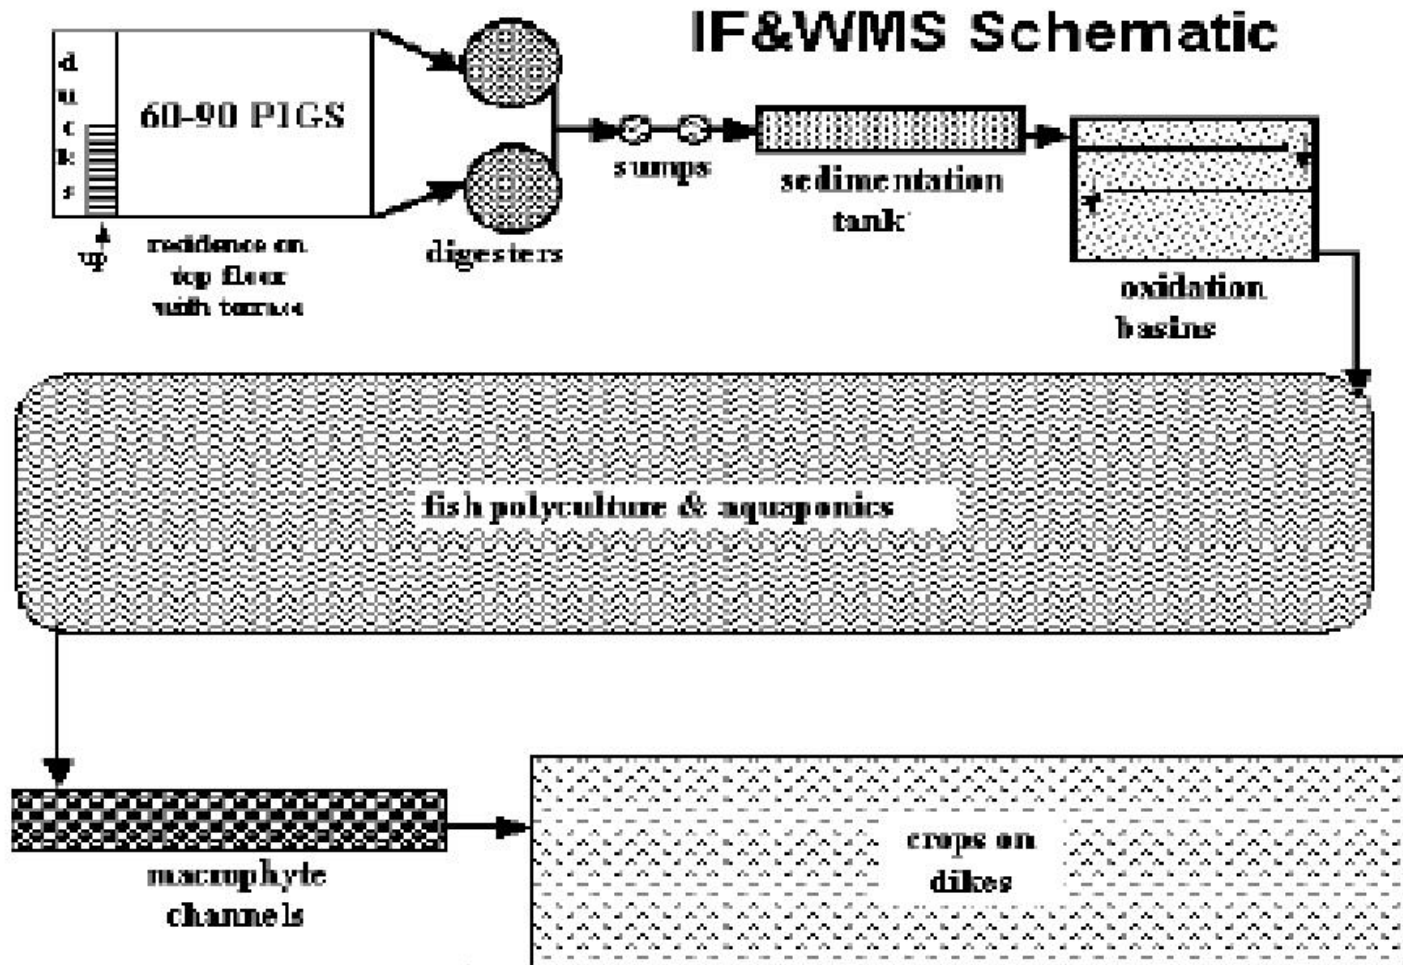 IF&WMS Schematic
ducks
60-90 PIGS
up
residence on
top floor
with terrace
digesters
sumps
sedimentation
tank
oxidation
basins
fish polyculture & aquaponics
macrophyte
channels
crops on
dikes